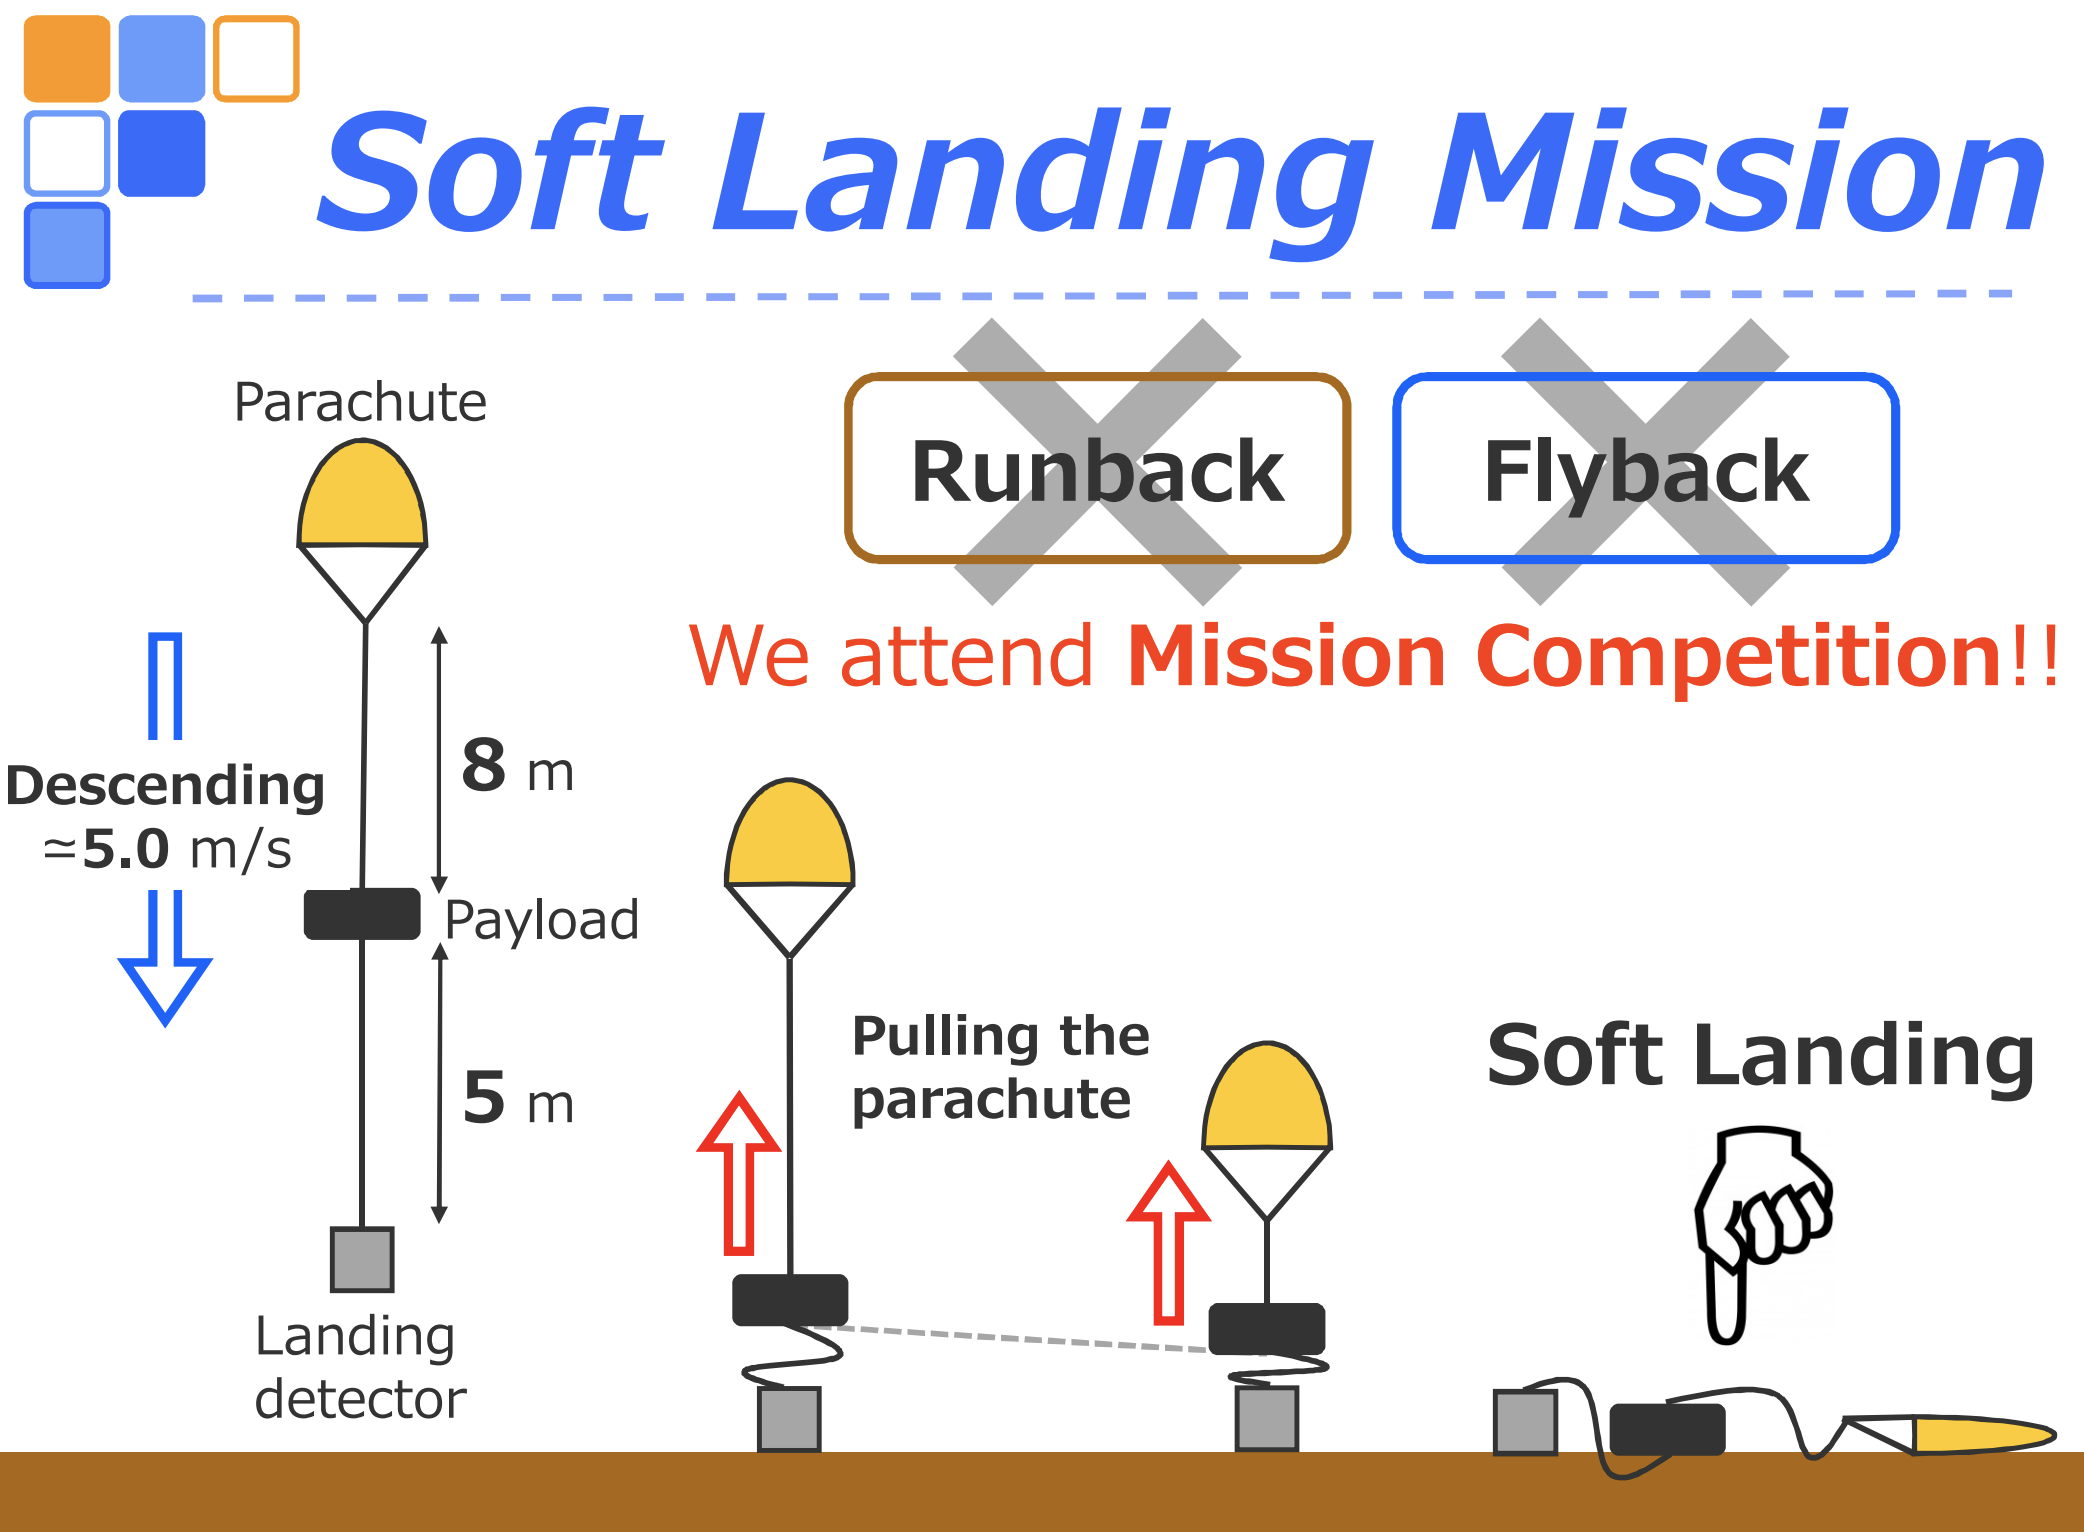 Soft Landing Mission
Parachute
Runback
Flyback
We attend Mission Competition!!
8 m
Descending
≃5.0 m/s
Payload
5 m
Pulling the
parachute
Soft Landing
Landing
detector